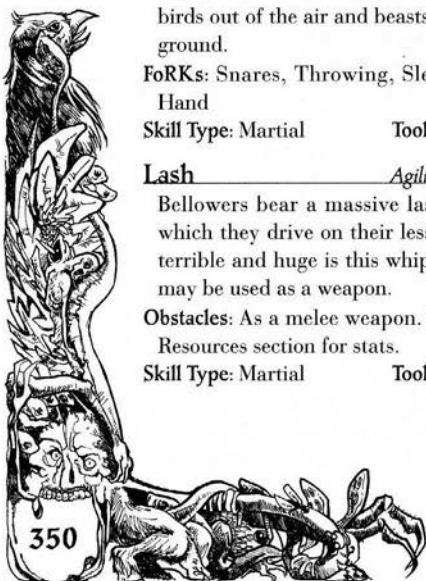 birds out of the air and beasts
ground.
FoRKs: Snares, Throwing, Sle
Hand
Skill Type: Martial Tool
Lash Agili
Bellowers bear a massive las
which they drive on their less
terrible and huge is this whip
may be used as a weapon.
Obstacles: As a melee weapon.
Resources section for stats.
Skill Type: Martial Tool
350